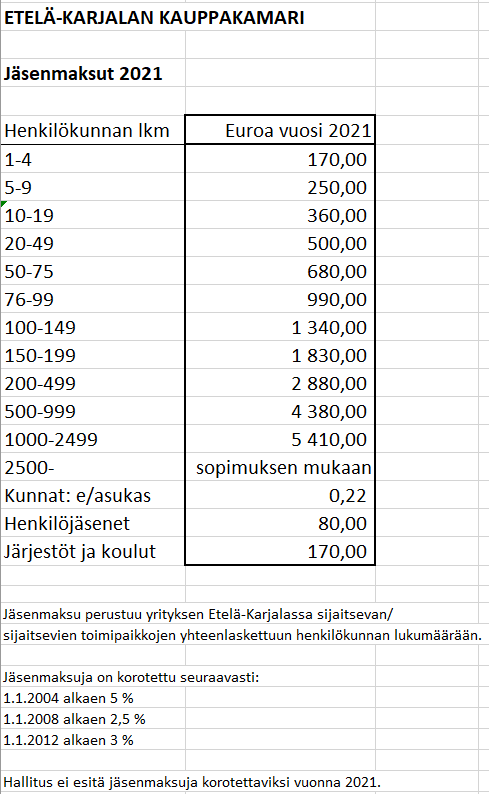 ETELÄ-KARJALAN KAUPPAKAMARI
Jäsenmaksut 2021
Henkilökunnan lkm Euroa vuosi 2021
1-4 170,00
5-9 250,00
10-19 360,00
20-49 500,00
50-75 680,00
76-99 990,00
100-149 1 340,00
150-199 1 830,00
200-499 2 880,00
500-999 4 380,00
1000-2499 5 410,00
2500- sopimuksen mukaan
Kunnat: e/asukas 0,22
Henkilöjäsenet 80,00
Järjestöt ja koulut 170,00
Jäsenmaksu perustuu yrityksen Etelä-Karjalassa sijaitsevan/
sijaitsevien toimipaikkojen yhteenlaskettuun henkilökunnan lukumäärään.
Jäsenmaksuja on korotettu seuraavasti:
1.1.2004 alkaen 5 %
1.1.2008 alkaen 2,5 %
1.1.2012 alkaen 3 %
Hallitus ei esitä jäsenmaksuja korotettaviksi vuonna 2021.